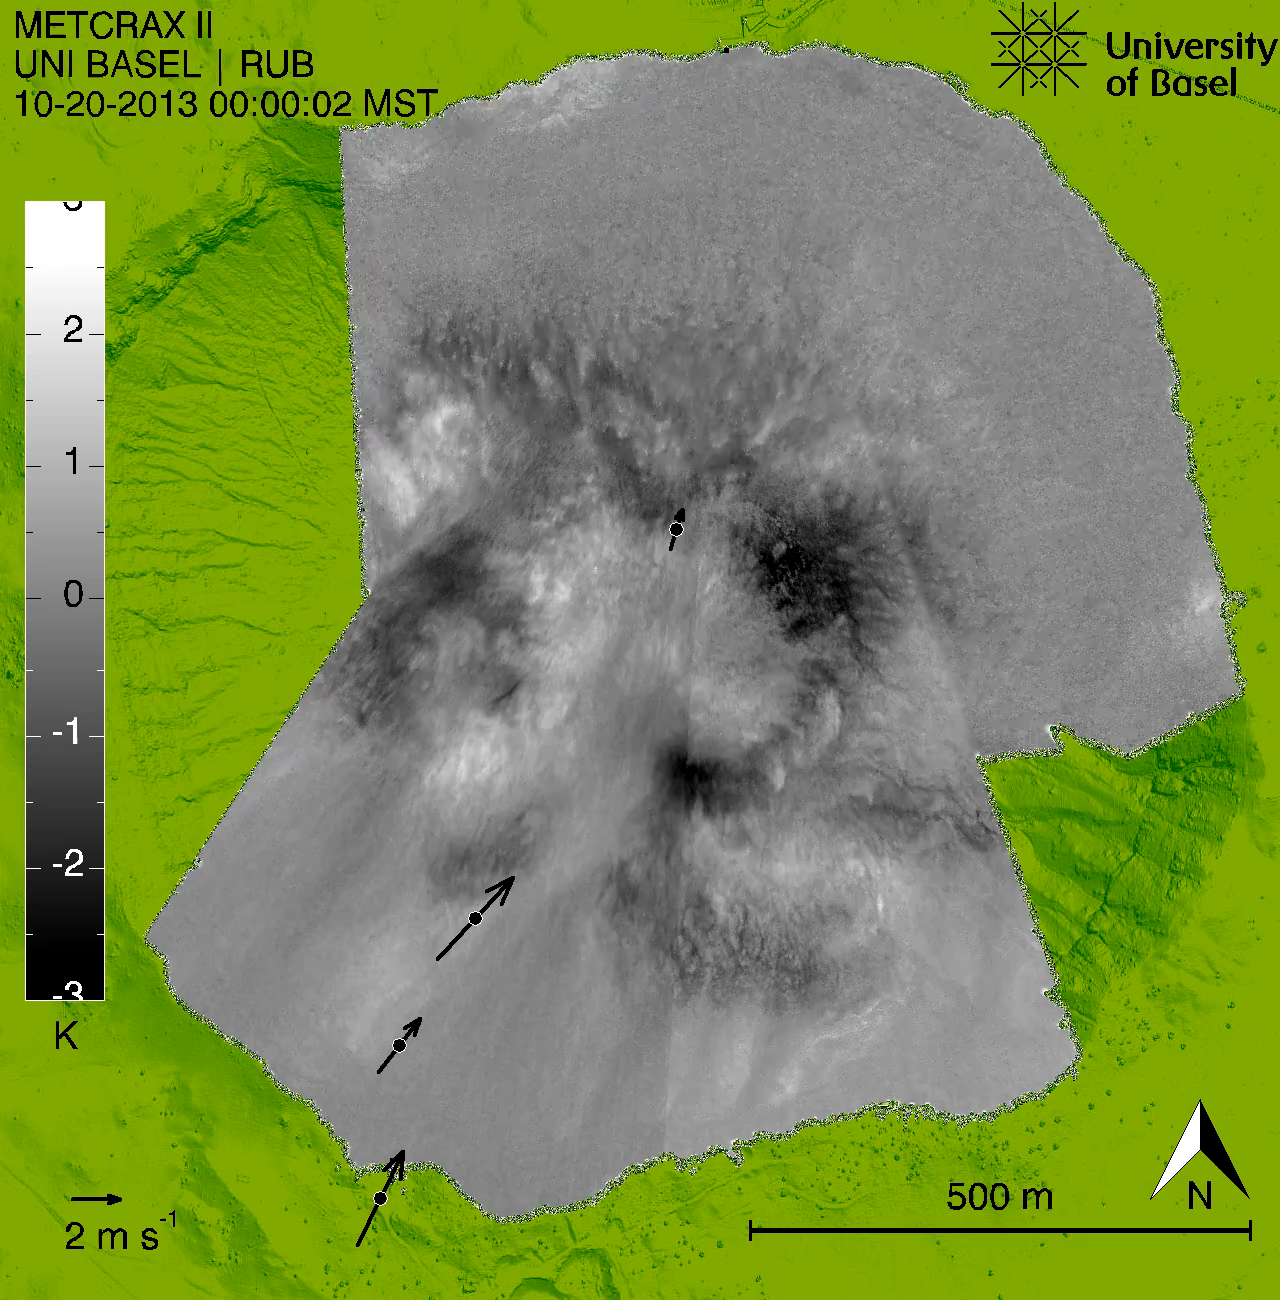 METCRAX II
UNI BASEL | RUB
10-20-2013 00:00:02 MST
University
of Basel
2
1
0
-1
-2
-3
K
2 m s⁻¹
500 m
N